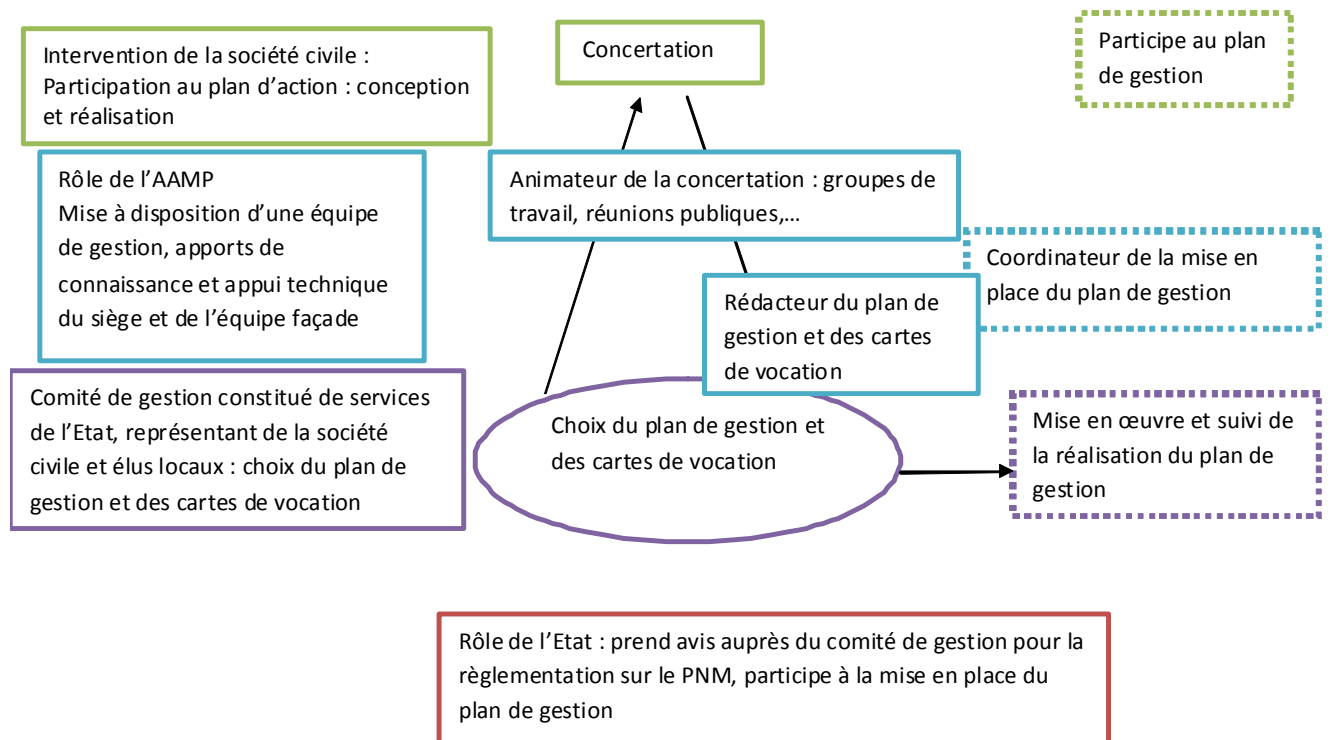 Intervention de la société civile :
Participation au plan d’action : conception
et réalisation
Concertation
Participe au plan
de gestion
Rôle de l’AAMP
Mise à disposition d’une équipe
de gestion, apports de
connaissance et appui technique
du siège et de l’équipe façade
Animateur de la concertation : groupes de
travail, réunions publiques,…
Coordinateur de la mise en
place du plan de gestion
Rédacteur du plan de
gestion et des cartes
de vocation
Comité de gestion constitué de services
de l’Etat, représentant de la société
civile et élus locaux : choix du plan de
gestion et des cartes de vocation
Choix du plan de gestion et
des cartes de vocation
Mise en œuvre et suivi de
la réalisation du plan de
gestion
Rôle de l’Etat : prend avis auprès du comité de gestion pour la
règlementation sur le PNM, participe à la mise en place du
plan de gestion